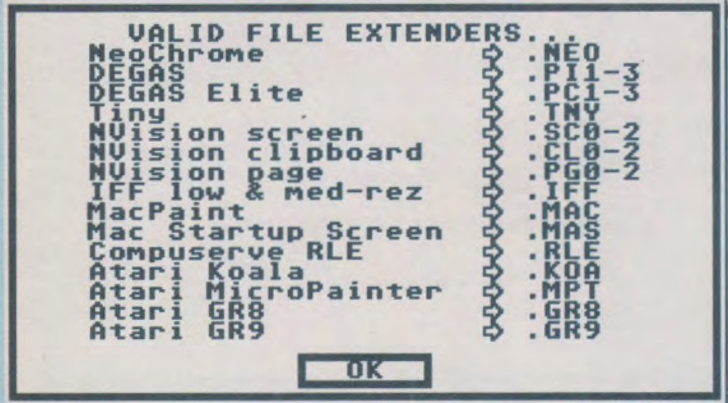 VALID FILE EXTENDERS...
NeoChrome ⇨ .NEO
DEGAS ⇨ .PI1-3
DEGAS Elite ⇨ .PC1-3
Tiny ⇨ .TNY
NVision screen ⇨ .SC0-2
NVision clipboard ⇨ .CL0-2
NVision page ⇨ .PG0-2
IFF low & med-rez ⇨ .IFF
MacPaint ⇨ .MAC
Mac Startup Screen ⇨ .MAS
Compuserve RLE ⇨ .RLE
Atari Koala ⇨ .KOA
Atari MicroPainter ⇨ .MPT
Atari GR8 ⇨ .GR8
Atari GR9 ⇨ .GR9
OK